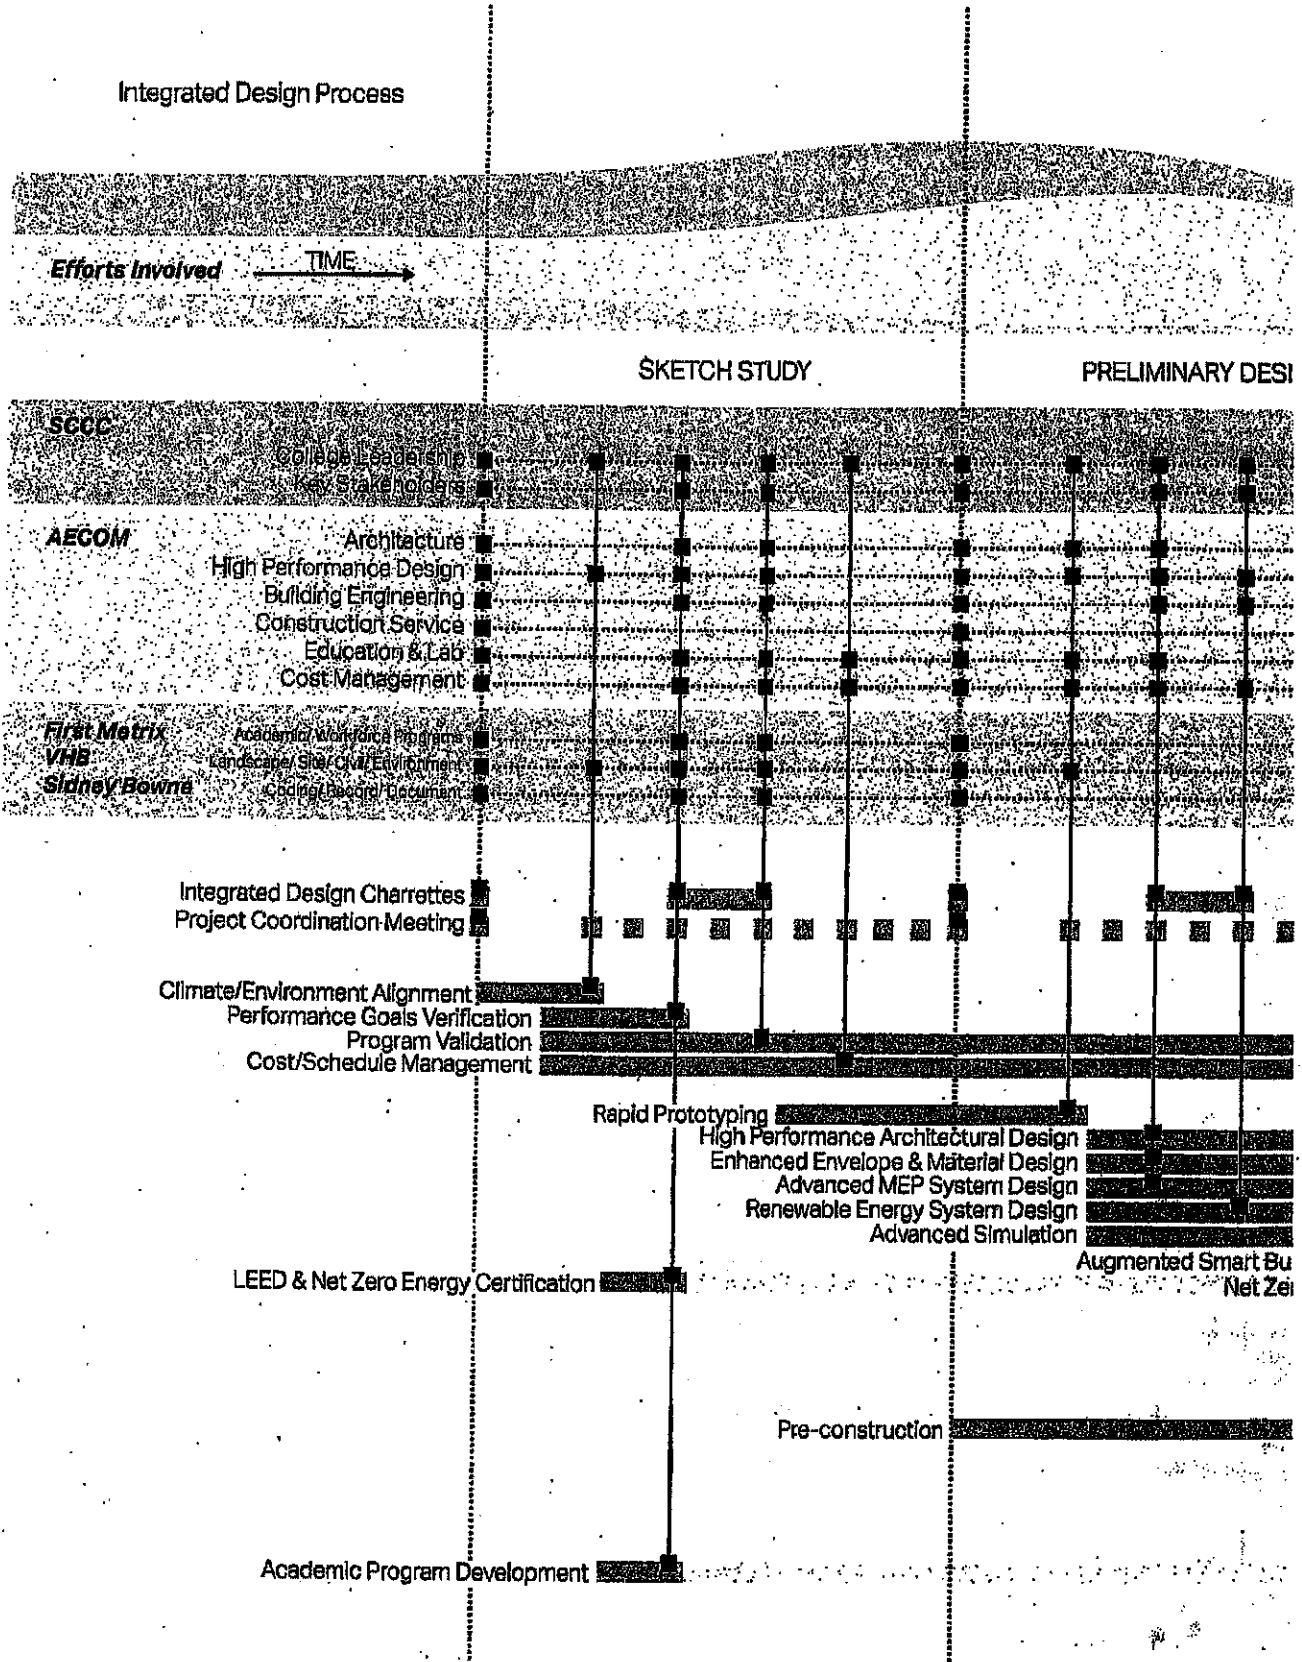 Integrated Design Process
Efforts Involved
TIME
SKETCH STUDY
PRELIMINARY DESI
SCCC
College Leadership
Key Stakeholders
AECOM
Architecture
High Performance Design
Building Engineering
Construction Service
Education & Lab
Cost Management
First Metrix
VHB
Sidney Bowne
Academic/Workforce Programs
Landscape/Site/Civil/Environment
Coding/Record/Document
Integrated Design Charrettes
Project Coordination Meeting
Climate/Environment Alignment
Performance Goals Verification
Program Validation
Cost/Schedule Management
Rapid Prototyping
High Performance Architectural Design
Enhanced Envelope & Material Design
Advanced MEP System Design
Renewable Energy System Design
Advanced Simulation
Augmented Smart Bu
Net Zer
LEED & Net Zero Energy Certification
Pre-construction
Academic Program Development